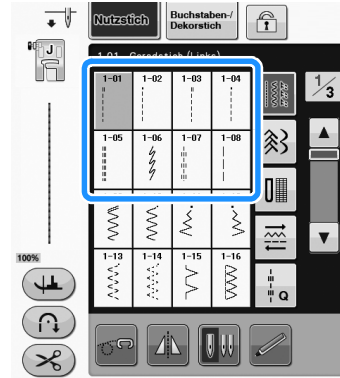 Nutzstich
Buchstaben-/
Dekorstich
J
1-01 Geradstich (Links)
1-01 1-02 1-03 1-04
1/3
1-05 1-06 1-07 1-08
100%
1-13 1-14 1-15 1-16
Q